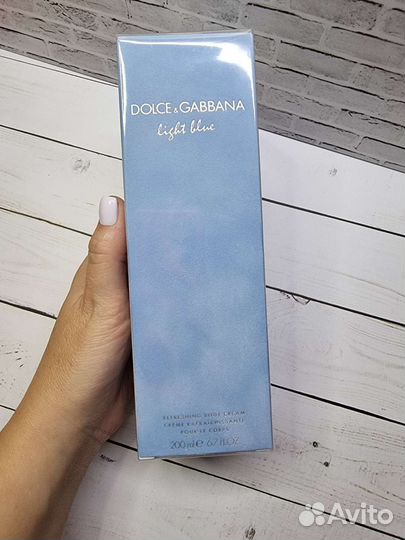 DOLCE & GABBANA
light blue
REFRESHING BODY CREAM
CRÈME RAFRAÎCHISSANTE
POUR LE CORPS
200 ml ℮ 6.7 FL.OZ.
Avito